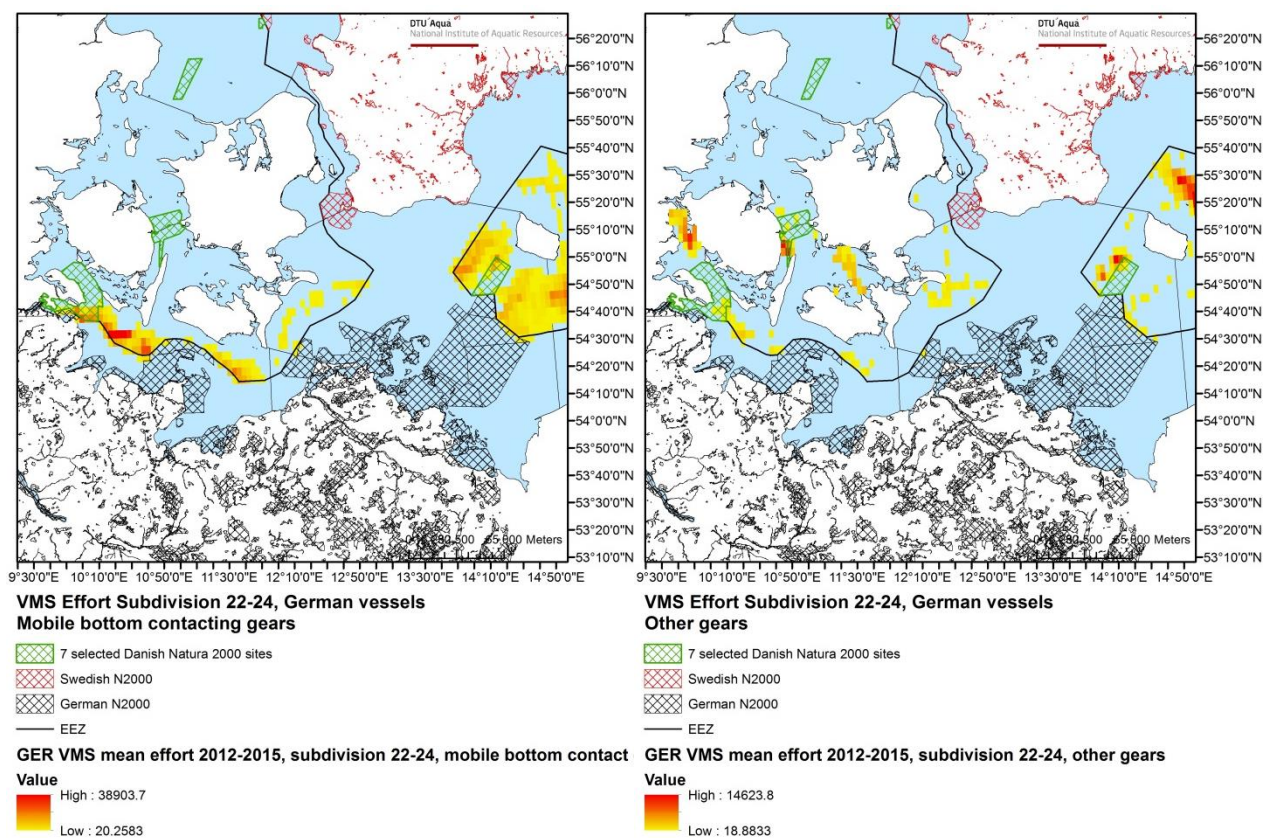 DTU Aqua
National Institute of Aquatic Resources
56°20'0"N
56°10'0"N
56°0'0"N
55°50'0"N
55°40'0"N
55°30'0"N
55°20'0"N
55°10'0"N
55°0'0"N
54°50'0"N
54°40'0"N
54°30'0"N
54°20'0"N
54°10'0"N
54°0'0"N
53°50'0"N
53°40'0"N
53°30'0"N
53°20'0"N
53°10'0"N
Meters
9°30'0"E 10°10'0"E 10°50'0"E 11°30'0"E 12°10'0"E 12°50'0"E 13°30'0"E 14°10'0"E 14°50'0"E
VMS Effort Subdivision 22-24, German vessels
Mobile bottom contacting gears
7 selected Danish Natura 2000 sites
Swedish N2000
German N2000
EEZ
GER VMS mean effort 2012-2015, subdivision 22-24, mobile bottom contact
Value
High : 38903.7
Low : 20.2583
DTU Aqua
National Institute of Aquatic Resources
56°20'0"N
56°10'0"N
56°0'0"N
55°50'0"N
55°40'0"N
55°30'0"N
55°20'0"N
55°10'0"N
55°0'0"N
54°50'0"N
54°40'0"N
54°30'0"N
54°20'0"N
54°10'0"N
54°0'0"N
53°50'0"N
53°40'0"N
53°30'0"N
53°20'0"N
53°10'0"N
Meters
9°30'0"E 10°10'0"E 10°50'0"E 11°30'0"E 12°10'0"E 12°50'0"E 13°30'0"E 14°10'0"E 14°50'0"E
VMS Effort Subdivision 22-24, German vessels
Other gears
7 selected Danish Natura 2000 sites
Swedish N2000
German N2000
EEZ
GER VMS mean effort 2012-2015, subdivision 22-24, other gears
Value
High : 14623.8
Low : 18.8833